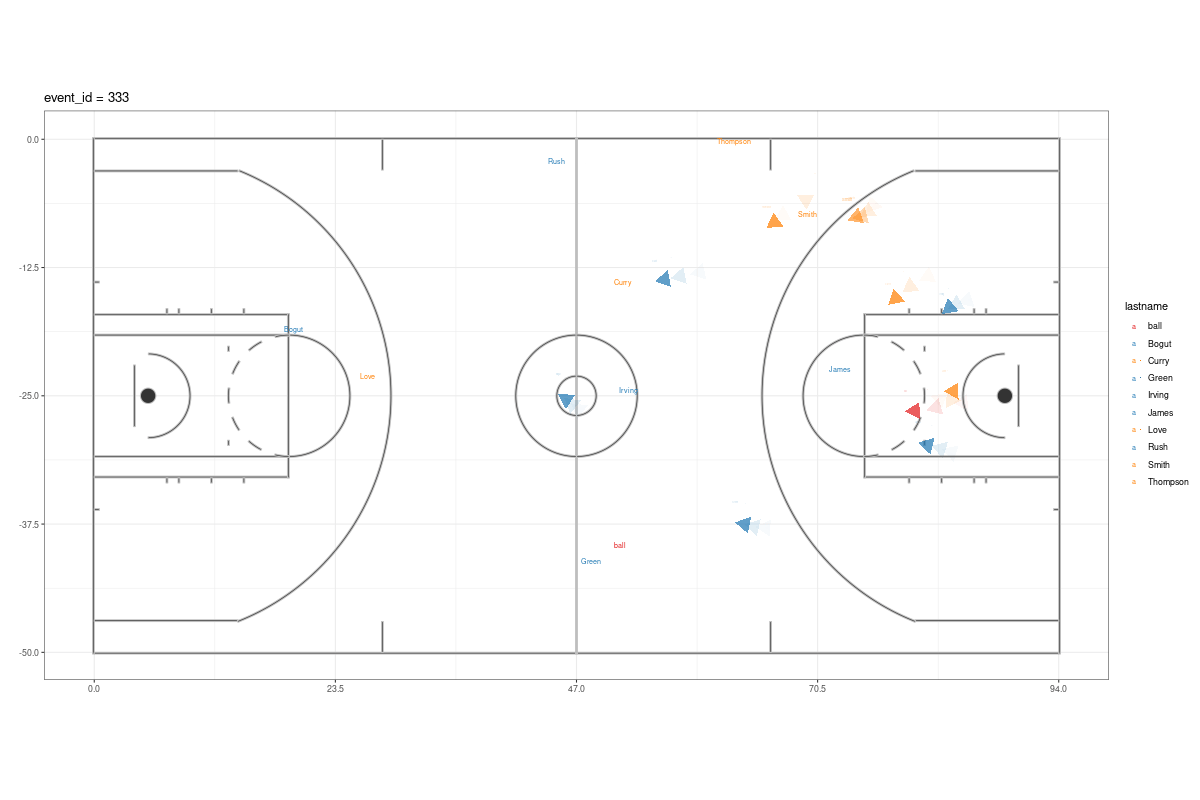 event_id = 333
0.0
-12.5
-25.0
-37.5
-50.0
0.0
23.5
47.0
70.5
94.0
Thompson
Rush
Smith
Curry
Bogut
James
Love
Irving
ball
Green
lastname
a ball
a Bogut
a Curry
a Green
a Irving
a James
a Love
a Rush
a Smith
a Thompson